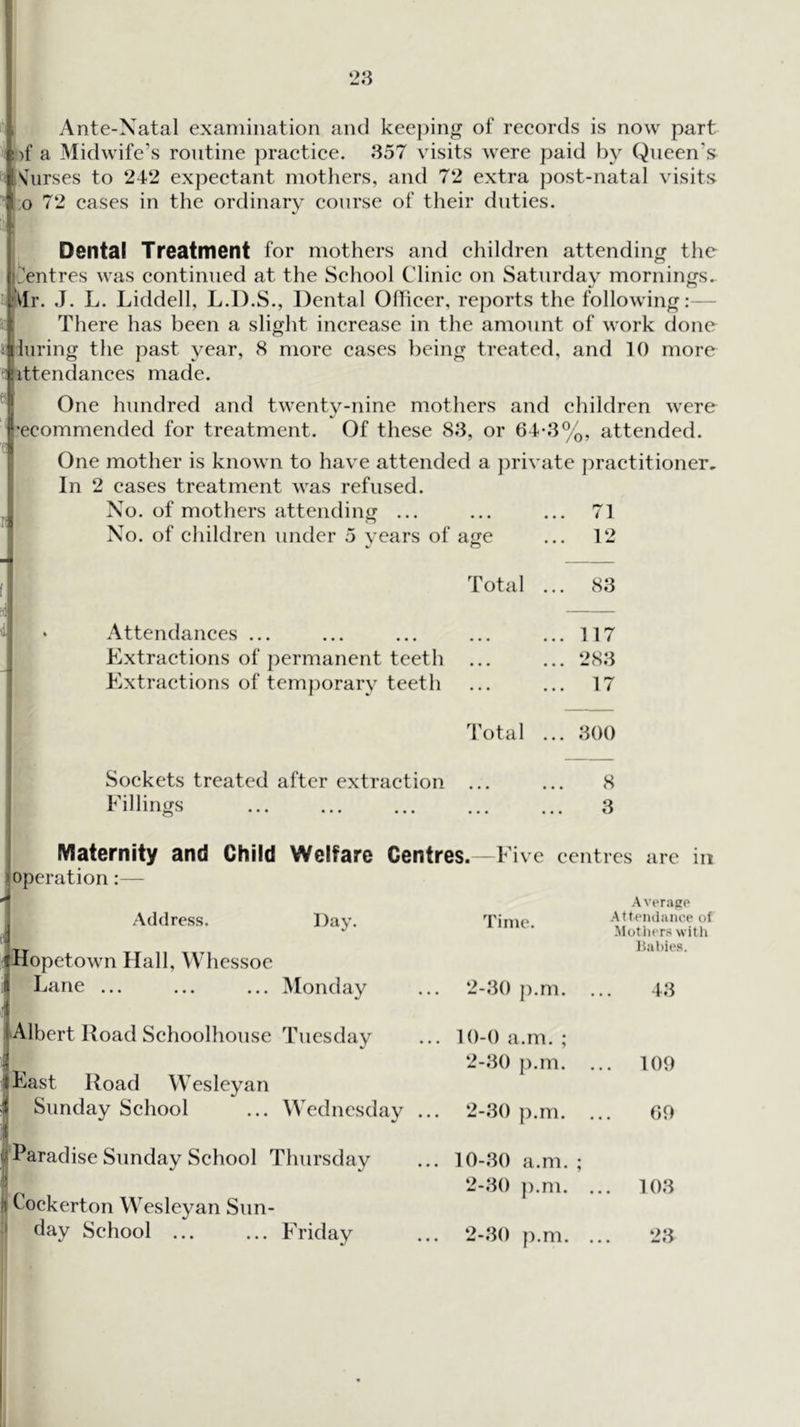 23
Ante-Natal examination and keeping of records is now part
of a Midwife's routine practice. 357 visits were paid by Queen's
Nurses to 242 expectant mothers, and 72 extra post-natal visits
to 72 cases in the ordinary course of their duties.
Dental Treatment for mothers and children attending the
Centres was continued at the School Clinic on Saturday mornings.
Mr. J. L. Liddell, L.D.S., Dental Officer, reports the following:—
There has been a slight increase in the amount of work done
during the past year, 8 more cases being treated, and 10 more
attendances made.
One hundred and twenty-nine mothers and children were
recommended for treatment. Of these 83, or 64·3%, attended.
One mother is known to have attended a private practitioner.
In 2 cases treatment was refused.
No. of mothers attending ... ... ... 71
No. of children under 5 years of age ... 12
Total ... 83
Attendances ... ... ... ... ... 117
Extractions of permanent teeth ... ... 283
Extractions of temporary teeth ... ... 17
Total ... 300
Sockets treated after extraction ... ... 8
Fillings ... ... ... ... ... 3
Maternity and Child Welfare Centres.—Five centres are in
operation:—
Address. Day. Time. Average Attendance of Mothers with Babies.
Hopetown Hall, Whessoe
Lane ... ... ... Monday ... 2-30 p.m. ... 43
Albert Road Schoolhouse Tuesday ... 10-0 a.m. ;
2-30 p.m. ... 109
East Road Wesleyan
Sunday School ... Wednesday ... 2-30 p.m. ... 69
Paradise Sunday School Thursday ... 10-30 a.m. ;
2-30 p.m. ... 103
Cockerton Wesleyan Sun-
day School ... ... Friday ... 2-30 p.m. ... 23